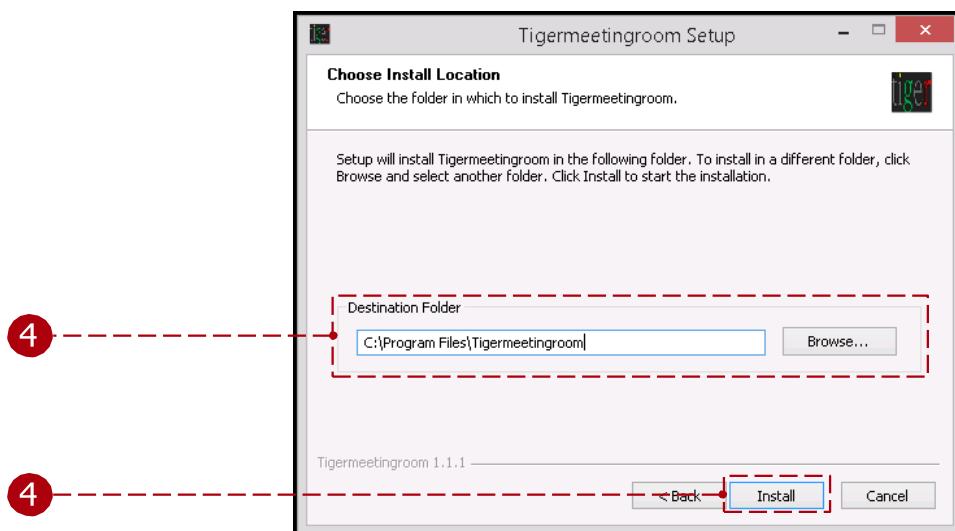 Tigermeetingroom Setup
Choose Install Location
Choose the folder in which to install Tigermeetingroom.
tiger
Setup will install Tigermeetingroom in the following folder. To install in a different folder, click
Browse and select another folder. Click Install to start the installation.
Destination Folder
4
C:\Program Files\Tigermeetingroom
Browse...
Tigermeetingroom 1.1.1
4
< Back
Install
Cancel